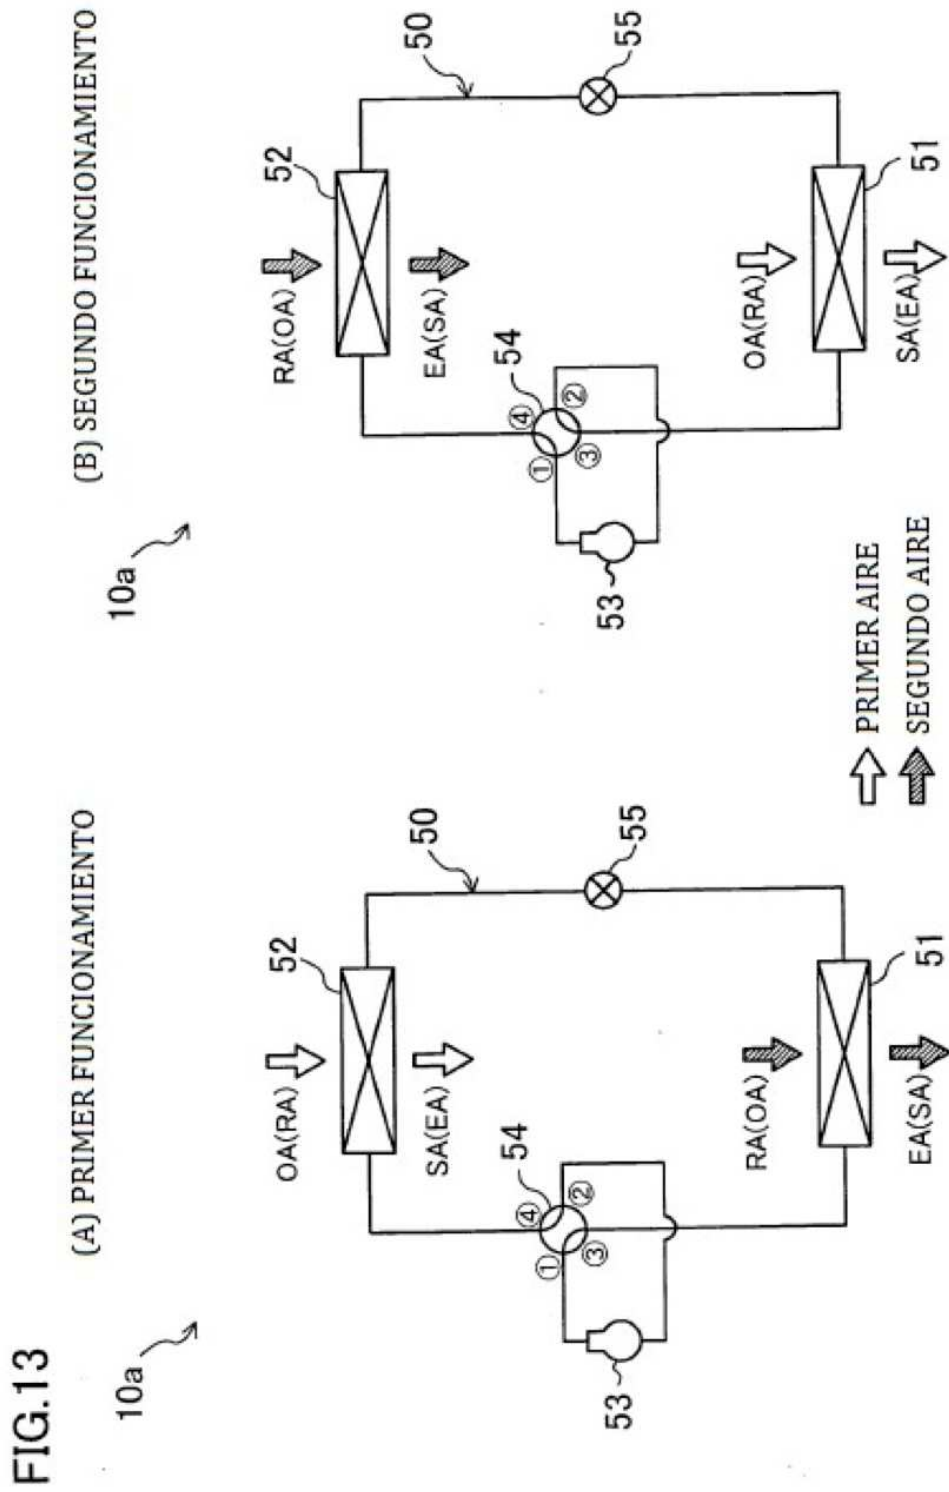 FIG.13
(A) PRIMER FUNCIONAMIENTO
10a
OA(RA)
52
50
SA(EA)
54
④
①
②
③
53
55
RA(OA)
51
EA(SA)
(B) SEGUNDO FUNCIONAMIENTO
10a
RA(OA)
52
50
EA(SA)
54
④
①
②
③
53
55
OA(RA)
51
SA(EA)
PRIMER AIRE
SEGUNDO AIRE